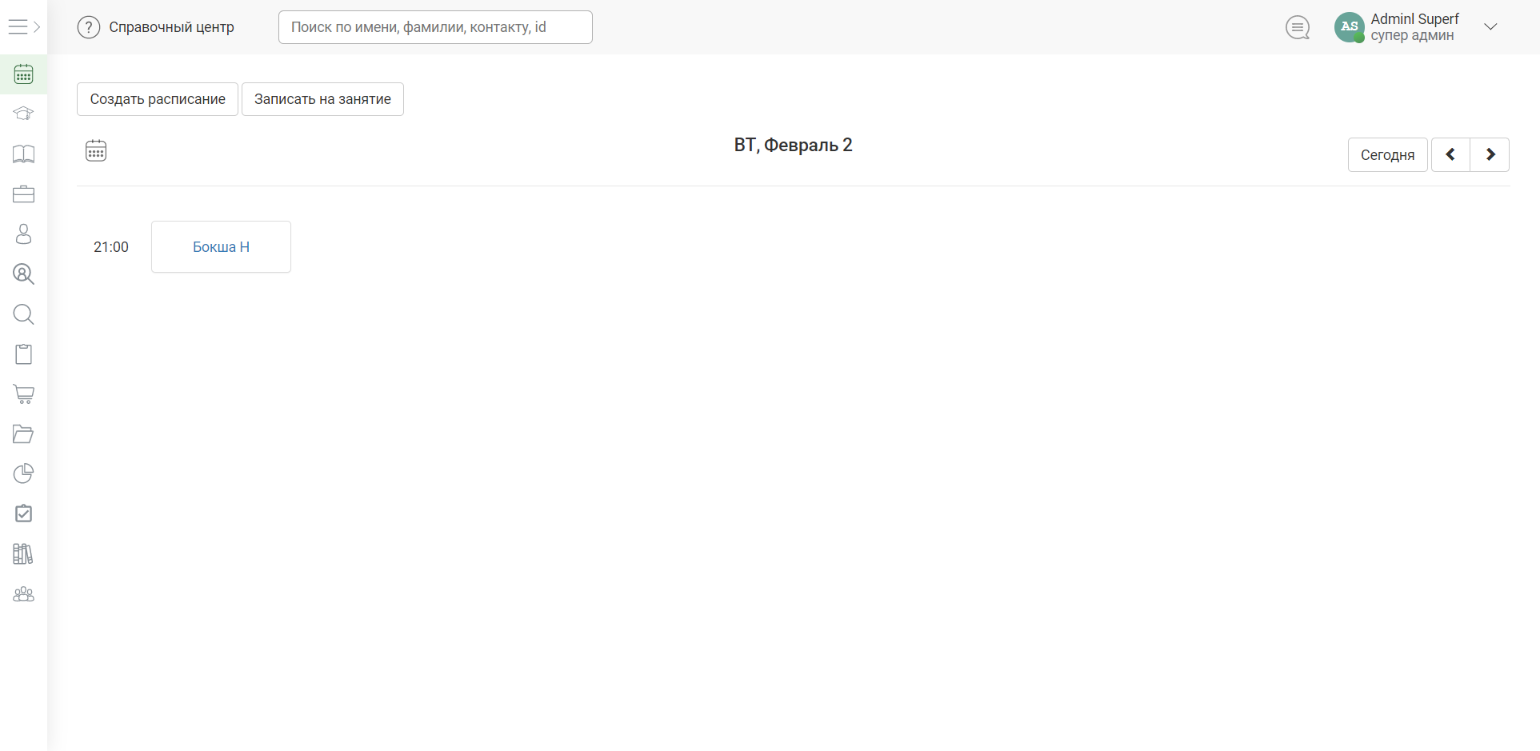 ? Справочный центр
Поиск по имени, фамилии, контакту, id
AS
Adminl Superf
супер админ
Создать расписание
Записать на занятие
ВТ, Февраль 2
Сегодня
21:00
Бокша Н